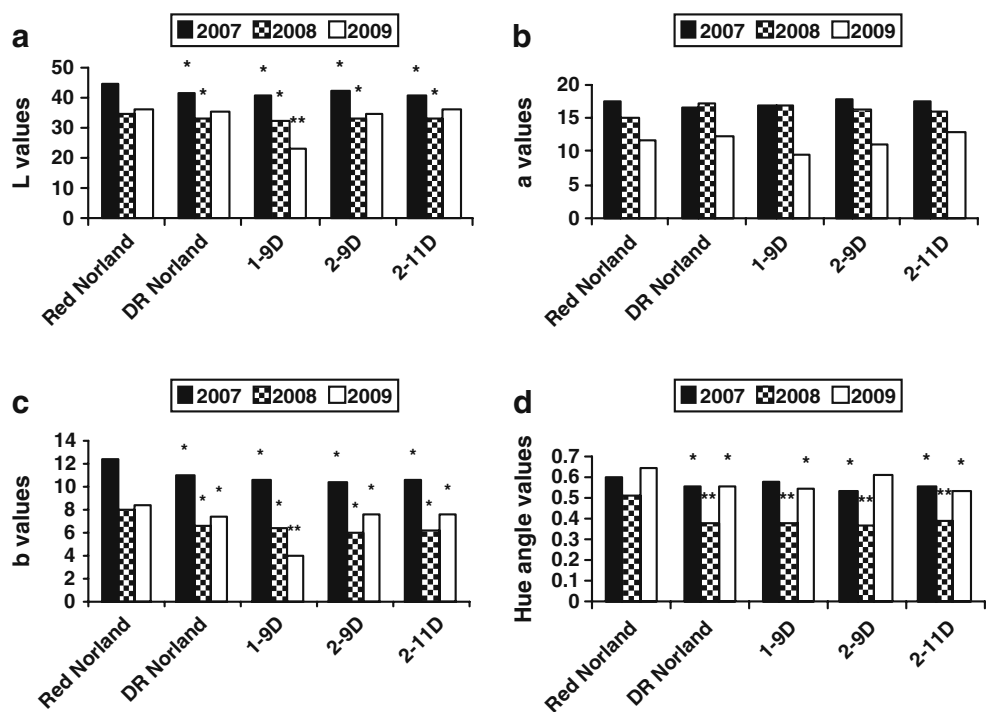 a
2007 2008 2009
L values
50
40
30
20
10
0
* * * ** * * * * *
Red Norland
DR Norland
1-9D
2-9D
2-11D
b
2007 2008 2009
a values
20
15
10
5
0
Red Norland
DR Norland
1-9D
2-9D
2-11D
c
2007 2008 2009
b values
14
12
10
8
6
4
2
0
* * * * * ** * * * * * *
Red Norland
DR Norland
1-9D
2-9D
2-11D
d
2007 2008 2009
Hue angle values
0.7
0.6
0.5
0.4
0.3
0.2
0.1
0
* ** * ** * * ** * ** *
Red Norland
DR Norland
1-9D
2-9D
2-11D